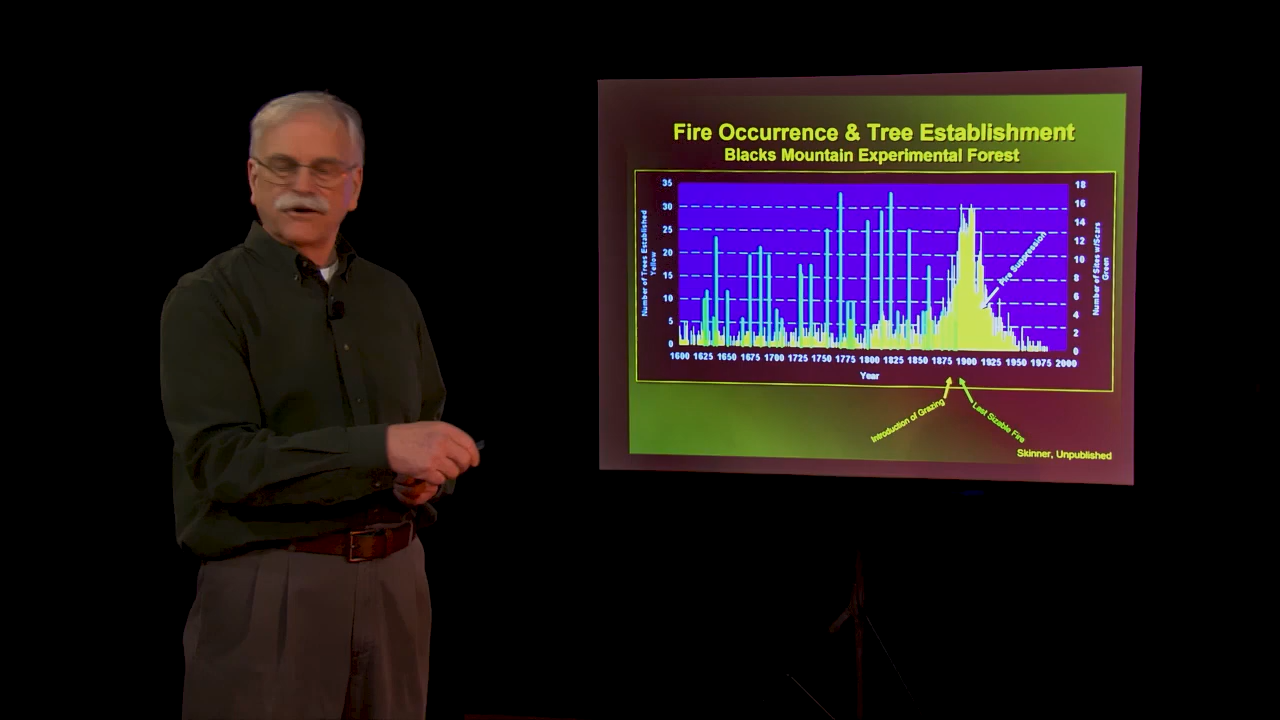 Fire Occurrence & Tree Establishment
Blacks Mountain Experimental Forest
35
30
25
20
15
10
5
0
Number of Trees Established
Yellow
18
16
14
12
10
8
6
4
2
0
Number of Sites w/Scars
Green
Fire Suppression
1600 1625 1650 1675 1700 1725 1750 1775 1800 1825 1850 1875 1900 1925 1950 1975 2000
Year
Introduction of Grazing
Last Sizable Fire
Skinner, Unpublished